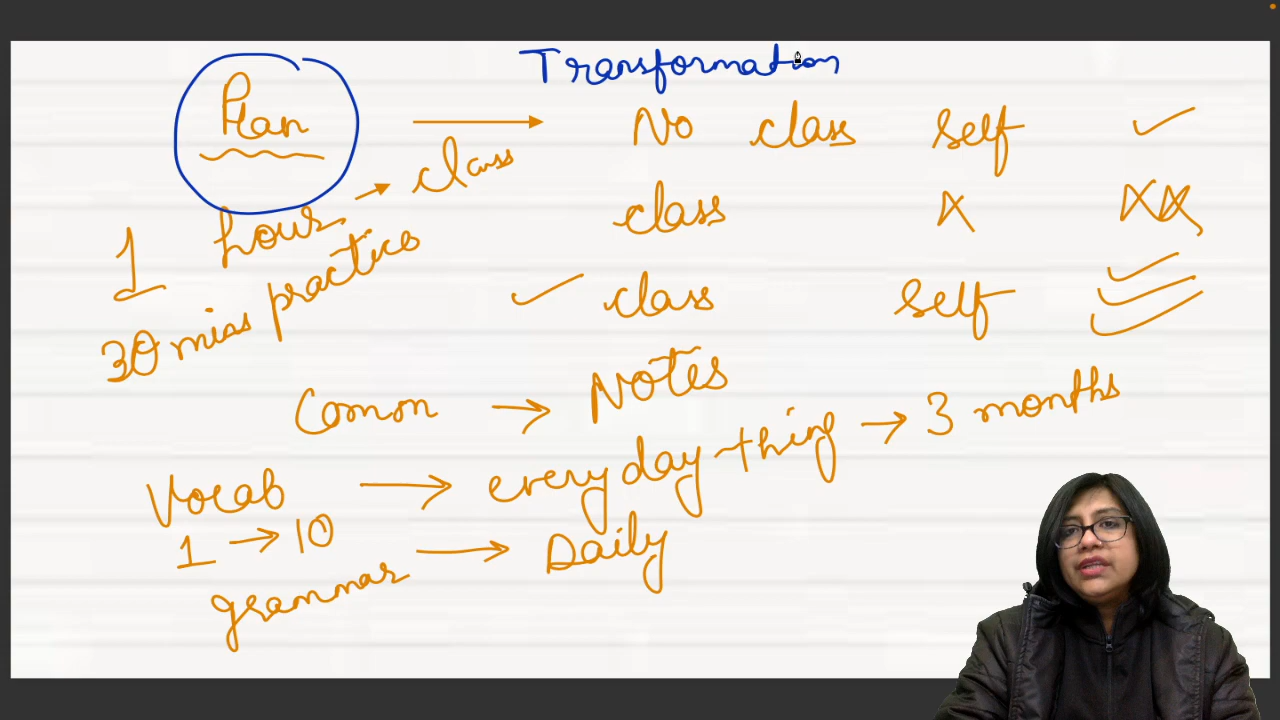 Transformation
Plan → No class self ✓
1 hour → class
class x xx
30 mins practice
✓ class self ✓
Common → Notes
Vocab → everyday thing → 3 months
1 → 10
grammar → Daily